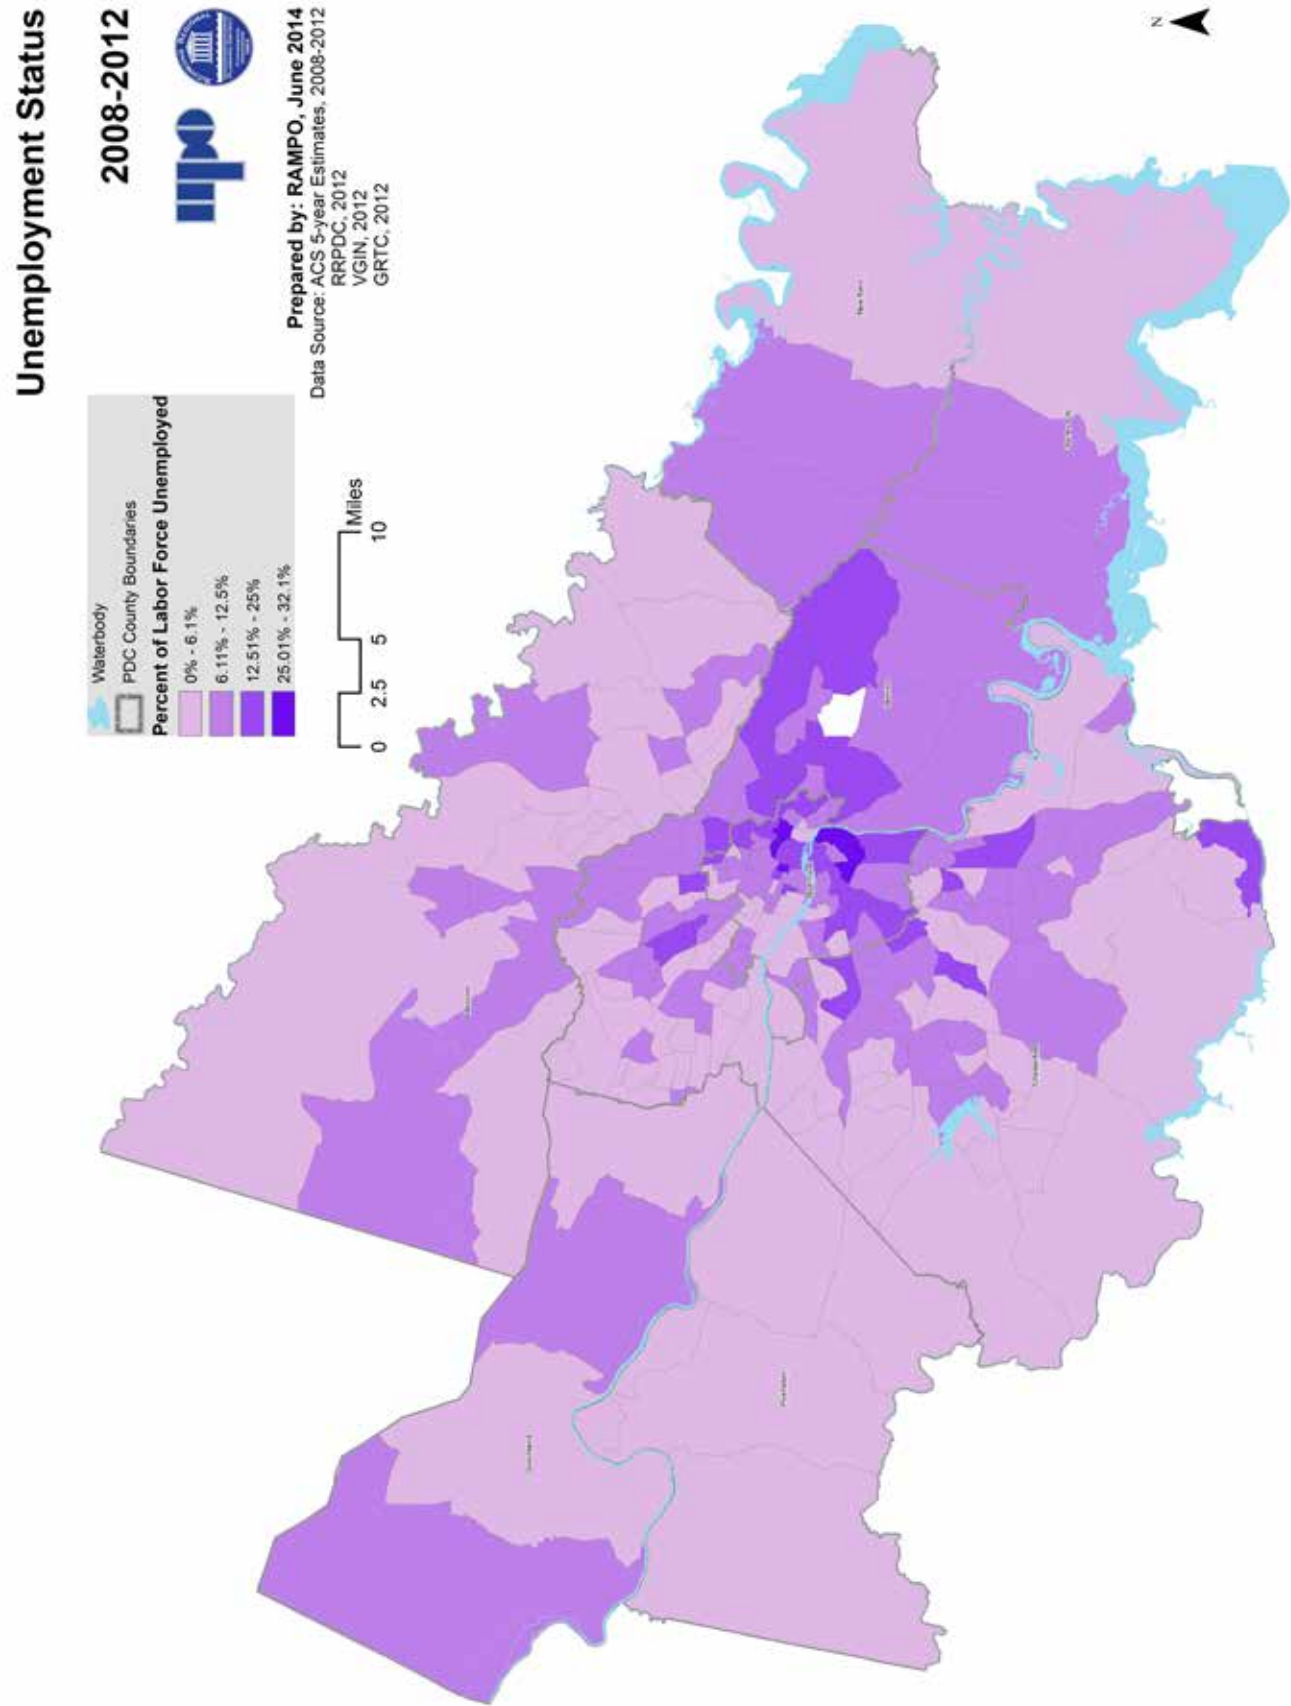 Unemployment Status
2008-2012
Prepared by: RAMPO, June 2014
Data Source: ACS 5-year Estimates, 2008-2012
RRPDC, 2012
VGIN, 2012
GRTC, 2012
Waterbody
PDC County Boundaries
Percent of Labor Force Unemployed
0% - 6.1%
6.11% - 12.5%
12.51% - 25%
25.01% - 32.1%
0 2.5 5 10
Miles
N